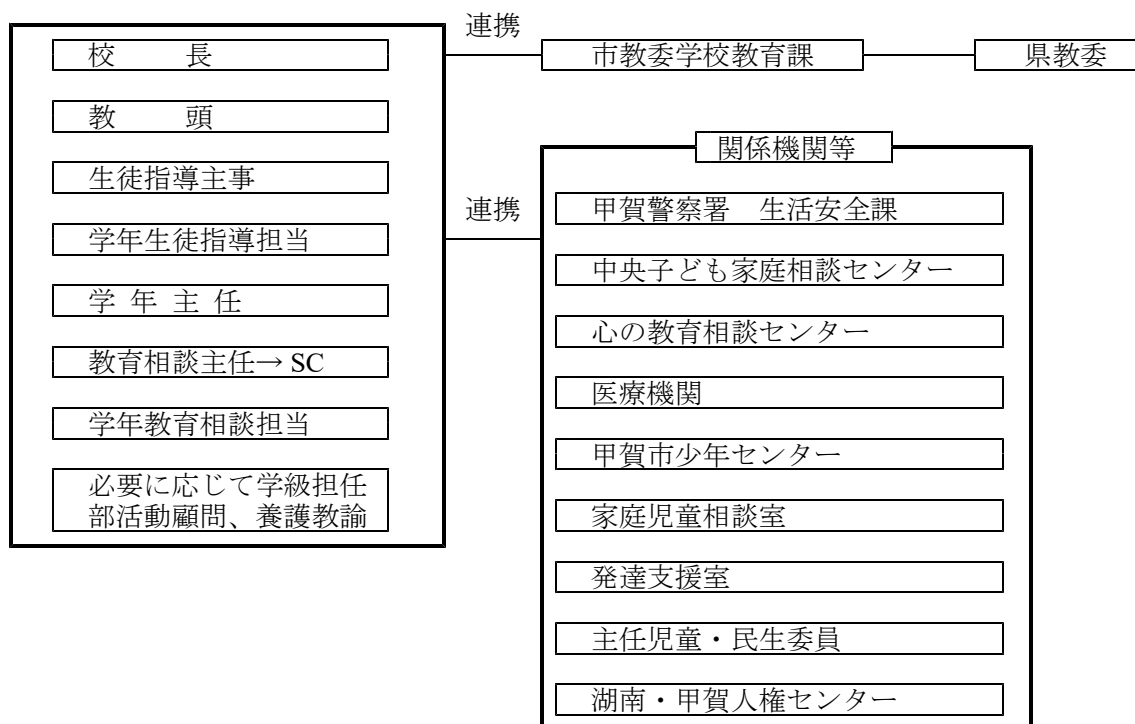 校　　長
教　　頭
生徒指導主事
学年生徒指導担当
学 年 主 任
教育相談主任→ SC
学年教育相談担当
必要に応じて学級担任
部活動顧問、養護教諭
連携
市教委学校教育課
県教委
連携
関係機関等
甲賀警察署　生活安全課
中央子ども家庭相談センター
心の教育相談センター
医療機関
甲賀市少年センター
家庭児童相談室
発達支援室
主任児童・民生委員
湖南・甲賀人権センター